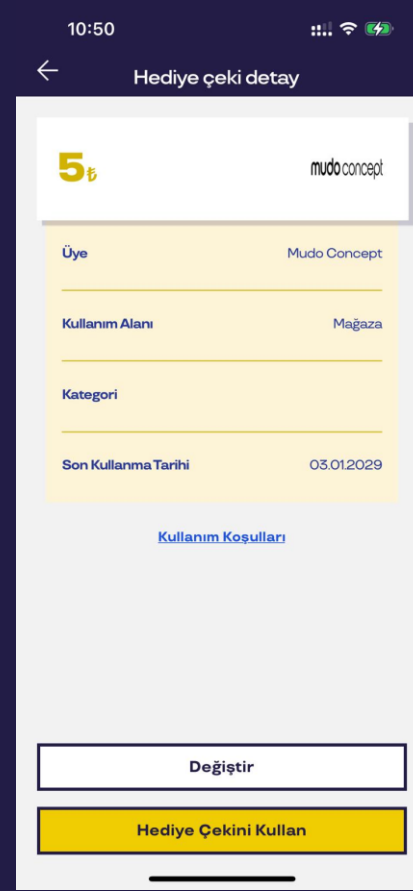 10:50
Hediye çeki detay
5₺
mudo concept
Üye Mudo Concept
Kullanım Alanı Mağaza
Kategori
Son Kullanma Tarihi 03.01.2029
Kullanım Koşulları
Değiştir
Hediye Çekini Kullan